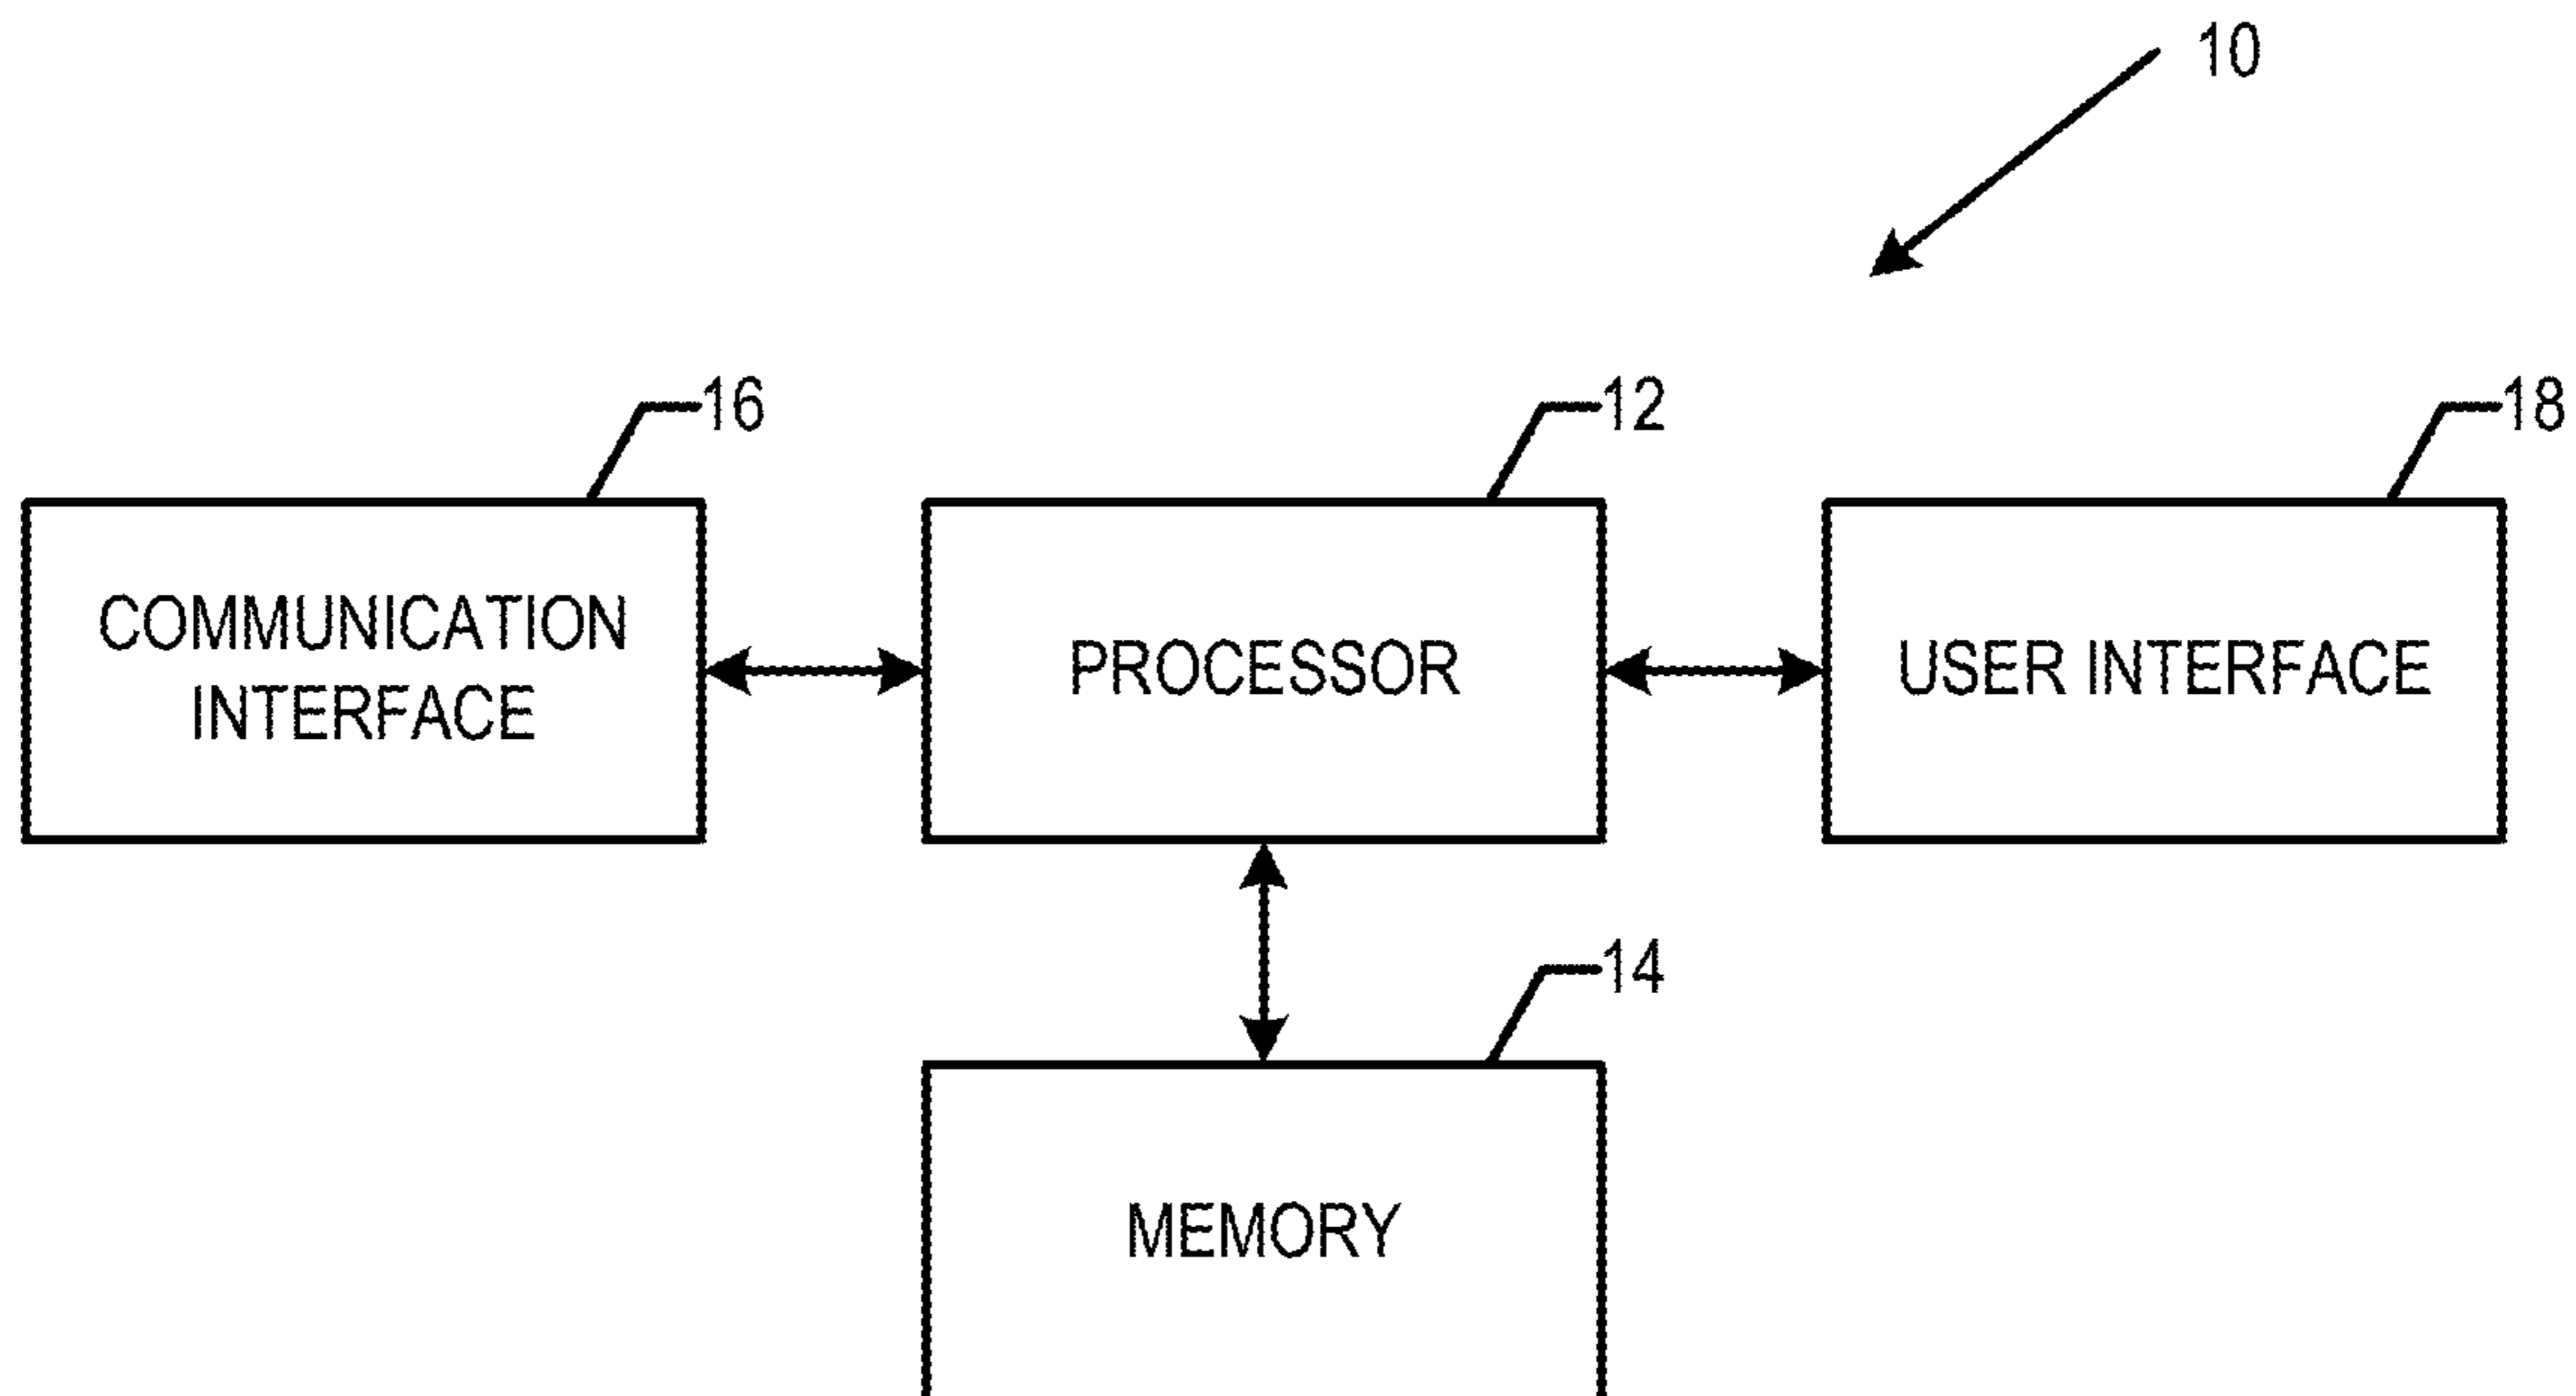 10
16
12
18
COMMUNICATION
INTERFACE
PROCESSOR
USER INTERFACE
14
MEMORY